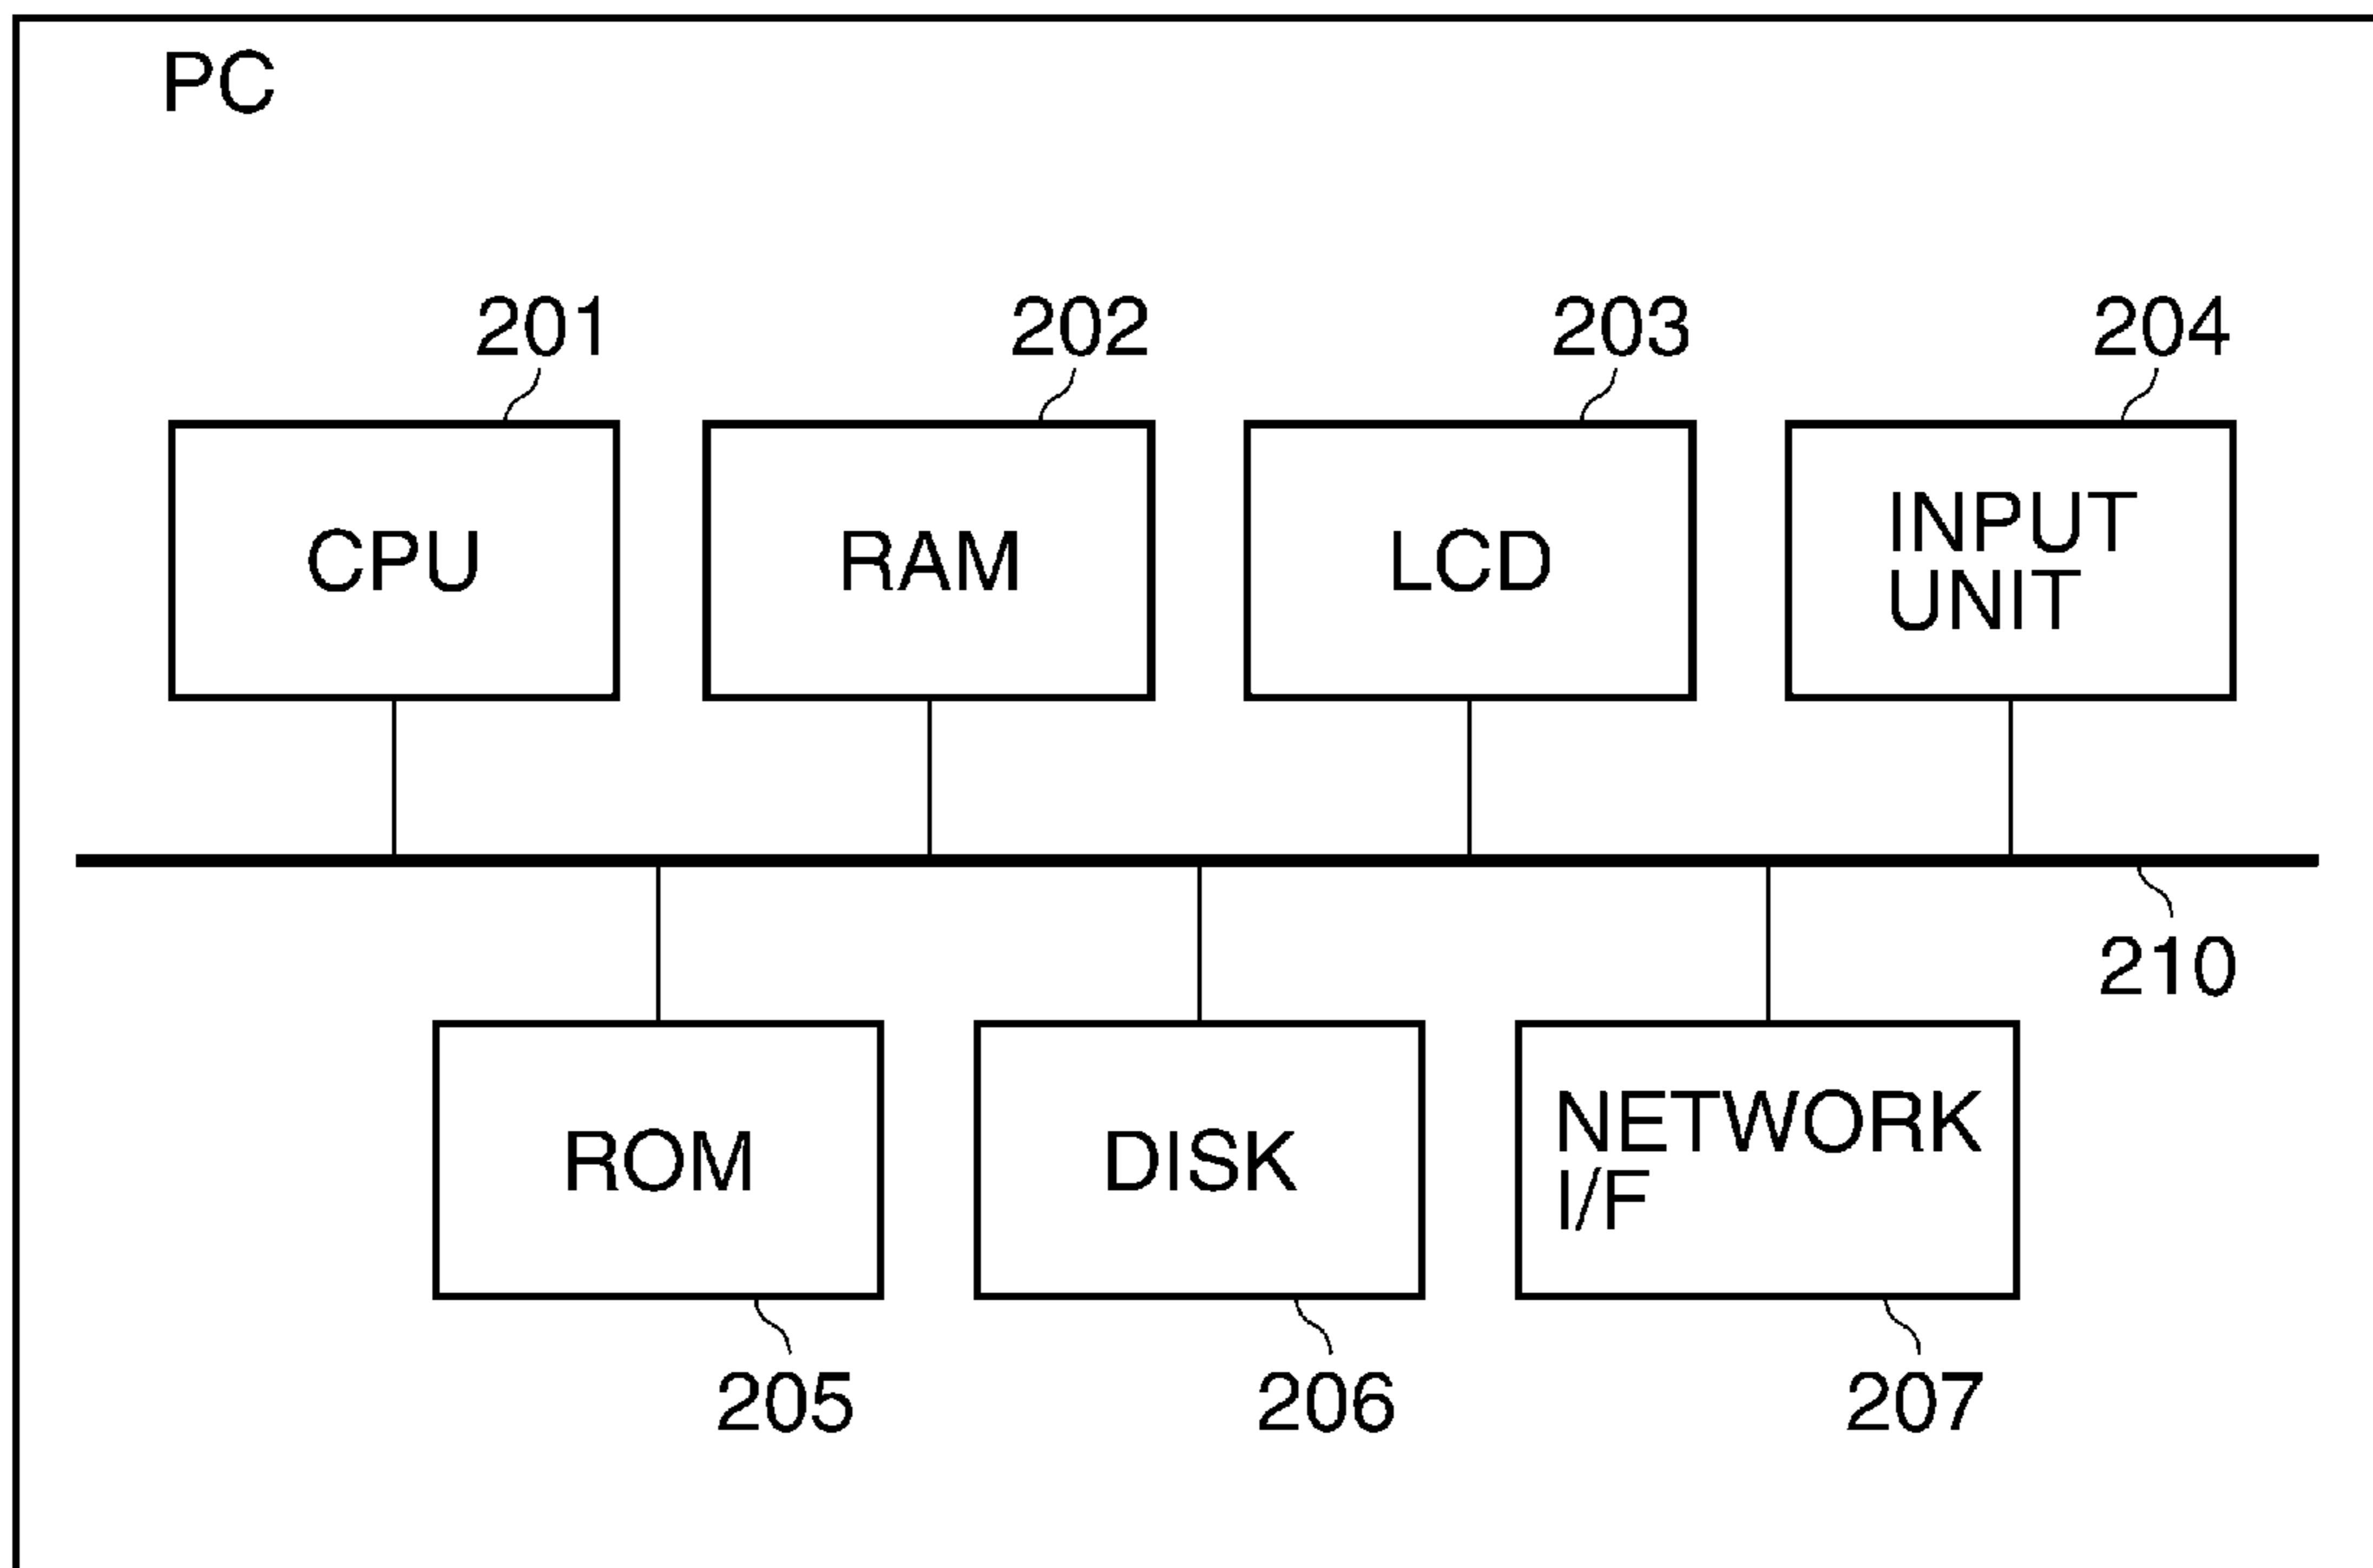 PC
201
202
203
204
CPU
RAM
LCD
INPUT
UNIT
210
ROM
DISK
NETWORK
I/F
205
206
207